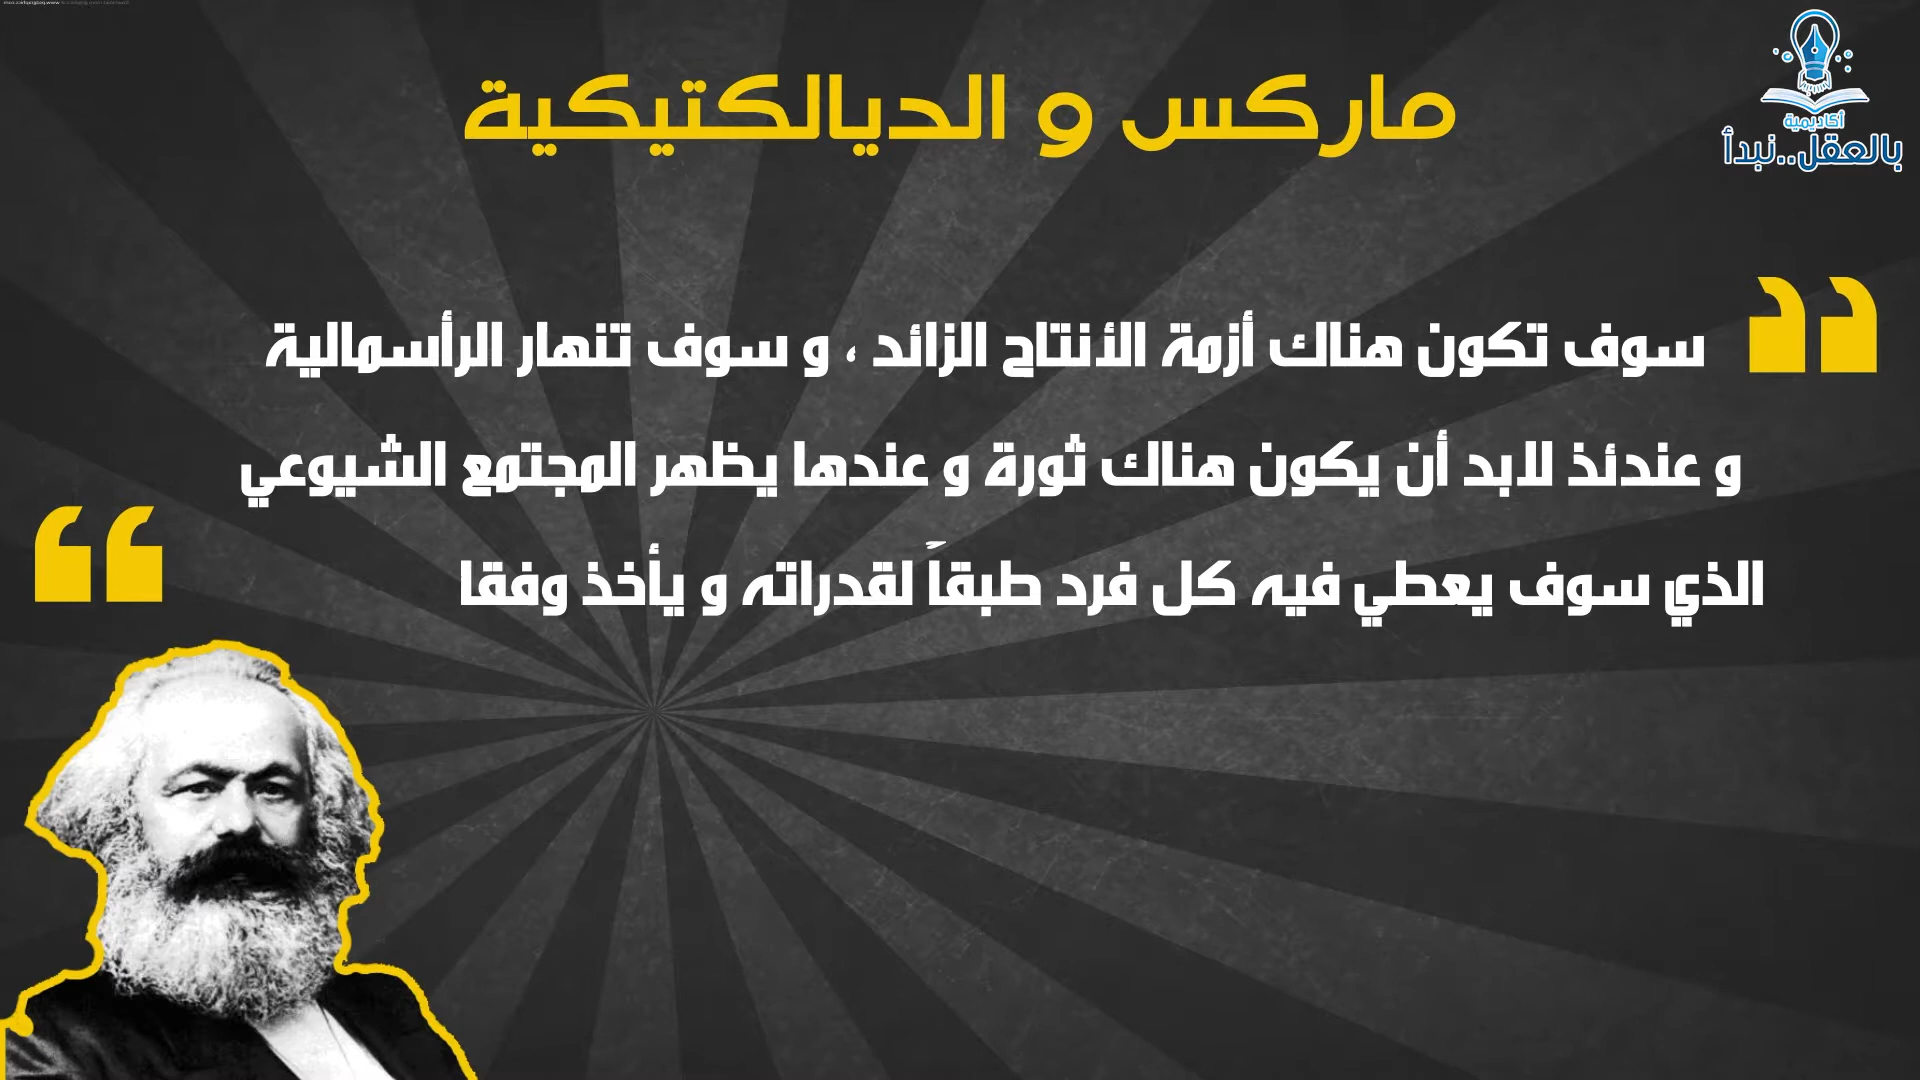 ماركس و الديالكتيكية
أكاديمية
بالعقل..نبدأ
سوف تكون هناك أزمة الأنتاج الزائد ، و سوف تنهار الرأسمالية
و عندئذ لابد أن يكون هناك ثورة و عندها يظهر المجتمع الشيوعي
الذي سوف يعطي فيه كل فرد طبقاً لقدراته و يأخذ وفقا